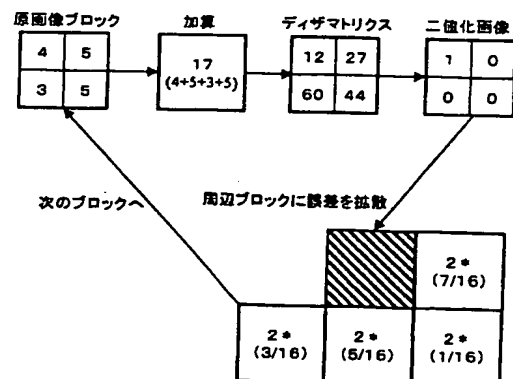 原画像ブロック
加算
ディザマトリクス
二値化画像
4 5
3 5
17
(4+5+3+5)
12 27
60 44
1 0
0 0
次のブロックへ
周辺ブロックに誤差を拡散
2*
(7/16)
2*
(3/16)
2*
(5/16)
2*
(1/16)